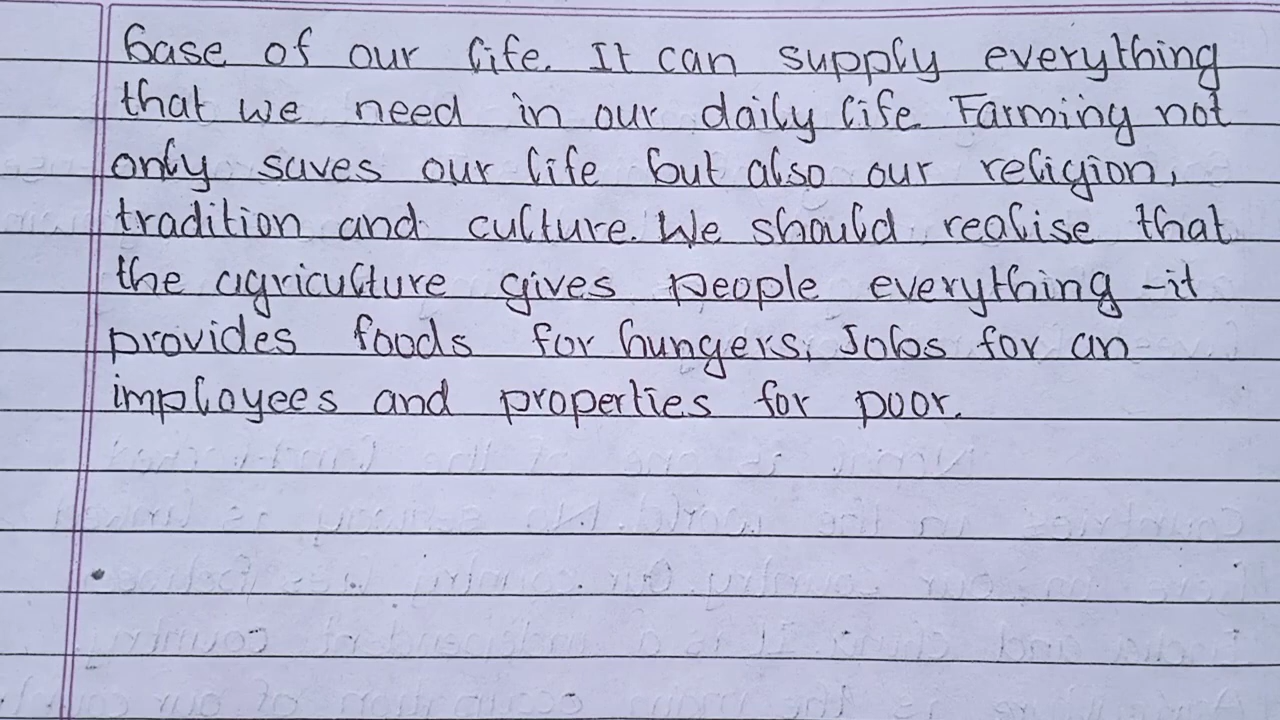 base of our life. It can supply everything
that we need in our daily life. Farming not
only saves our life but also our religion,
tradition and culture. We should realise that
the agriculture gives people everything -it
provides foods for hungers, Jobs for an
imployees and properties for poor.